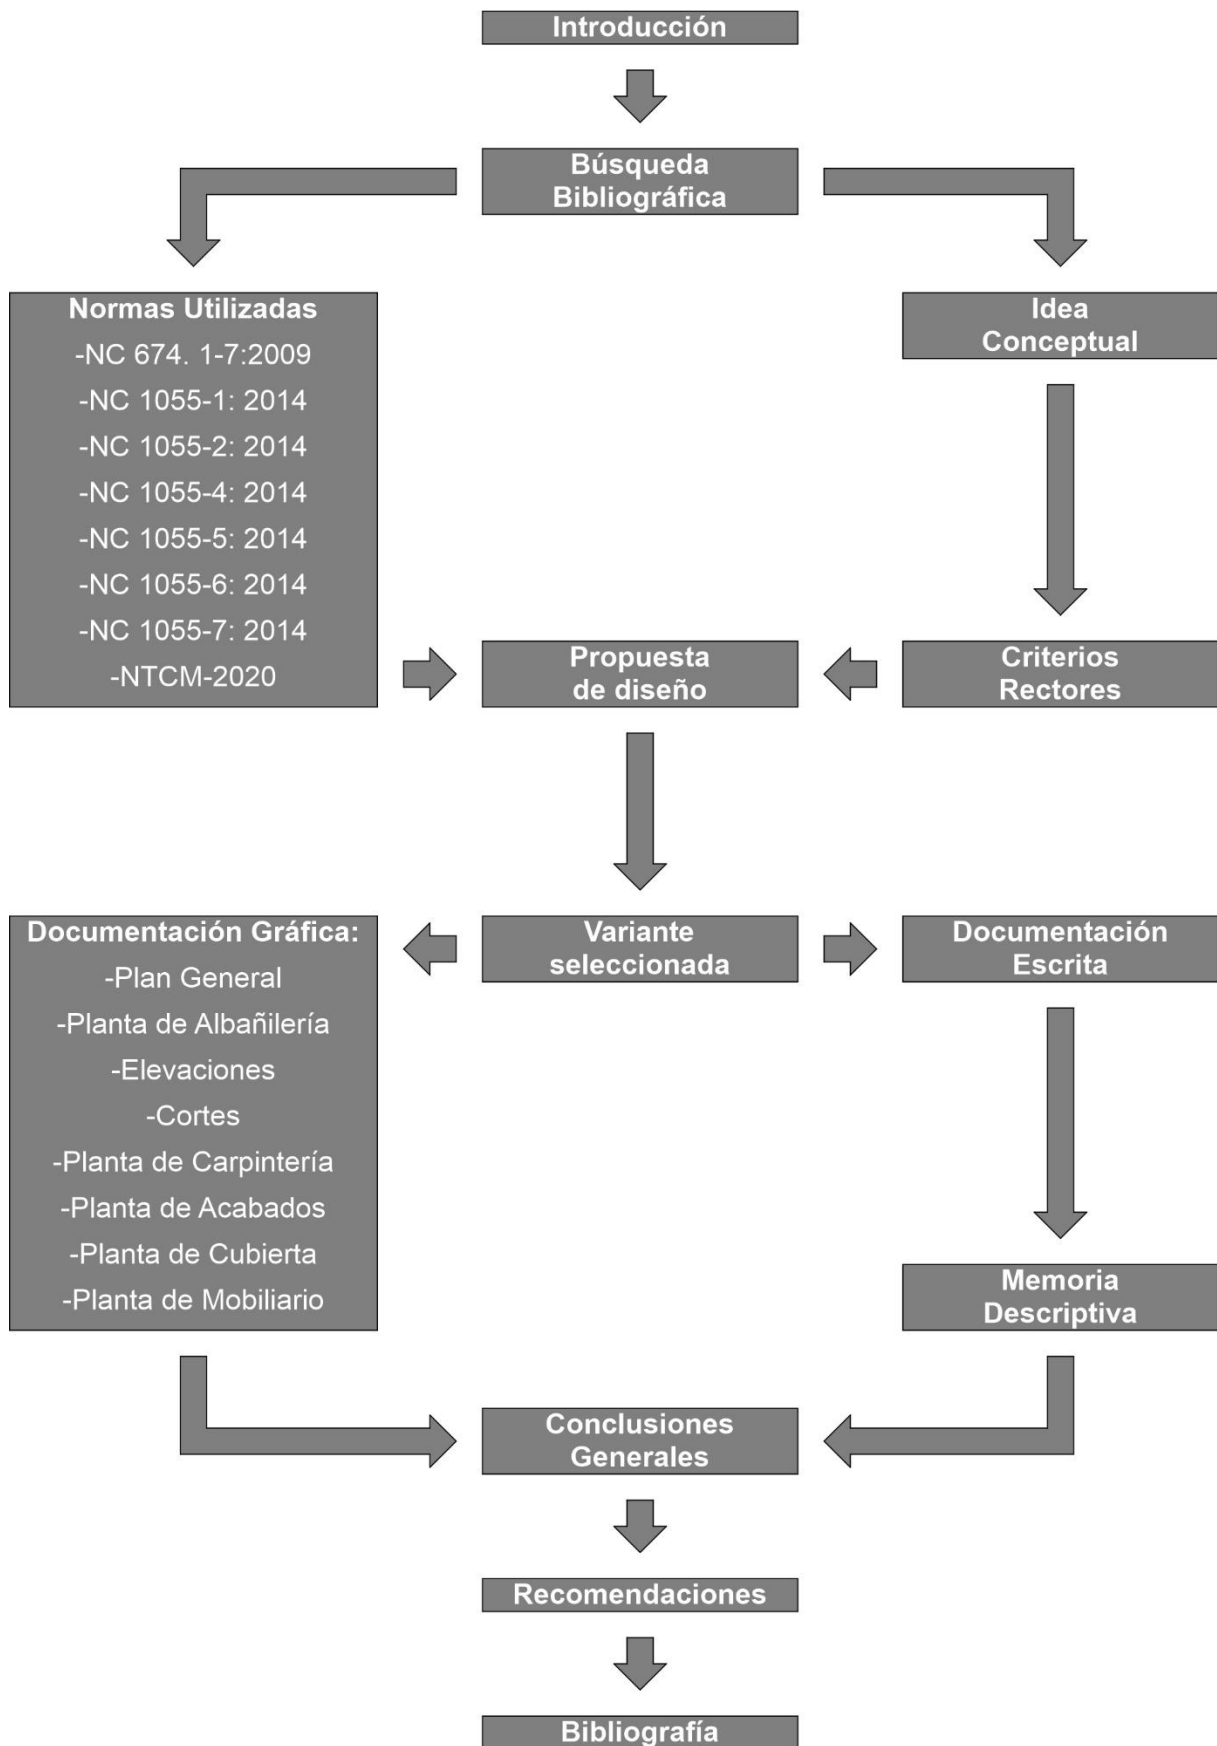 Introducción
Búsqueda
Bibliográfica
Normas Utilizadas
-NC 674. 1-7:2009
-NC 1055-1: 2014
-NC 1055-2: 2014
-NC 1055-4: 2014
-NC 1055-5: 2014
-NC 1055-6: 2014
-NC 1055-7: 2014
-NTCM-2020
Idea
Conceptual
Propuesta
de diseño
Criterios
Rectores
Documentación Gráfica:
-Plan General
-Planta de Albañilería
-Elevaciones
-Cortes
-Planta de Carpintería
-Planta de Acabados
-Planta de Cubierta
-Planta de Mobiliario
Variante
seleccionada
Documentación
Escrita
Memoria
Descriptiva
Conclusiones
Generales
Recomendaciones
Bibliografía